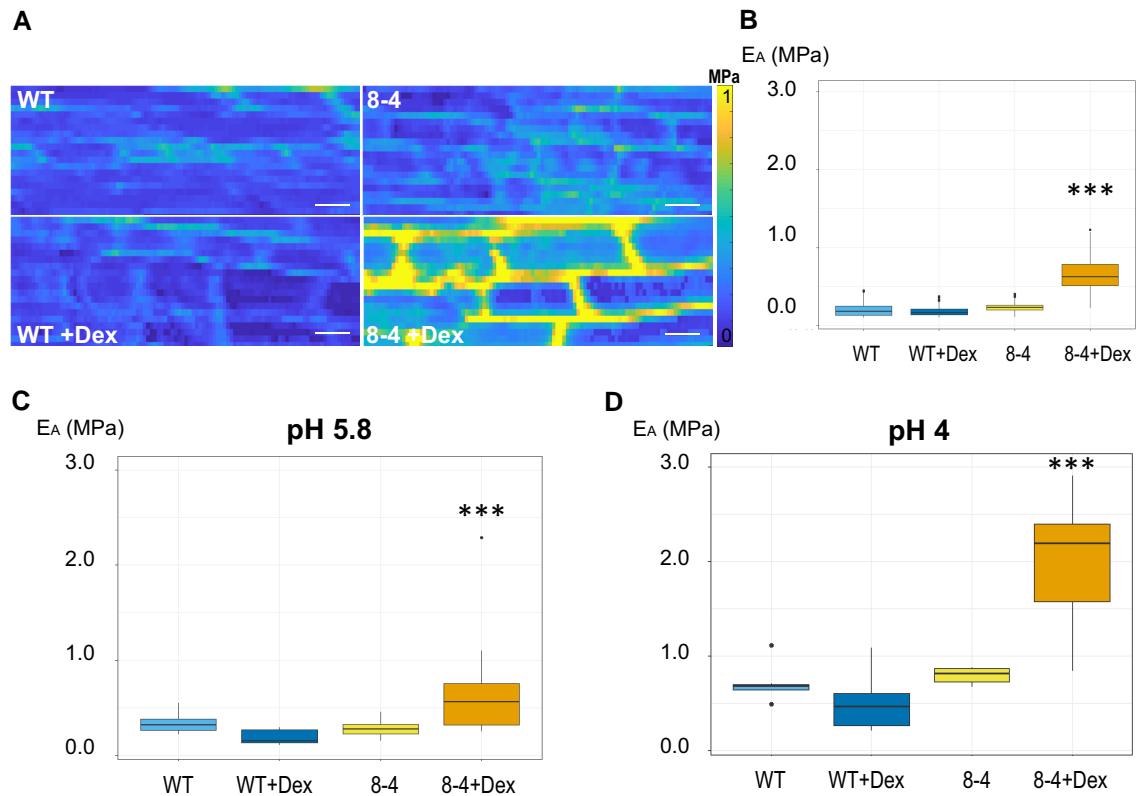 A
WT
8-4
WT +Dex
8-4 +Dex
MPa
1
0
B
EA (MPa)
3.0
2.0
1.0
0.0
***
WT
WT+Dex
8-4
8-4+Dex
C
EA (MPa)
pH 5.8
3.0
2.0
1.0
0.0
***
WT
WT+Dex
8-4
8-4+Dex
D
EA (MPa)
pH 4
3.0
2.0
1.0
0.0
***
WT
WT+Dex
8-4
8-4+Dex